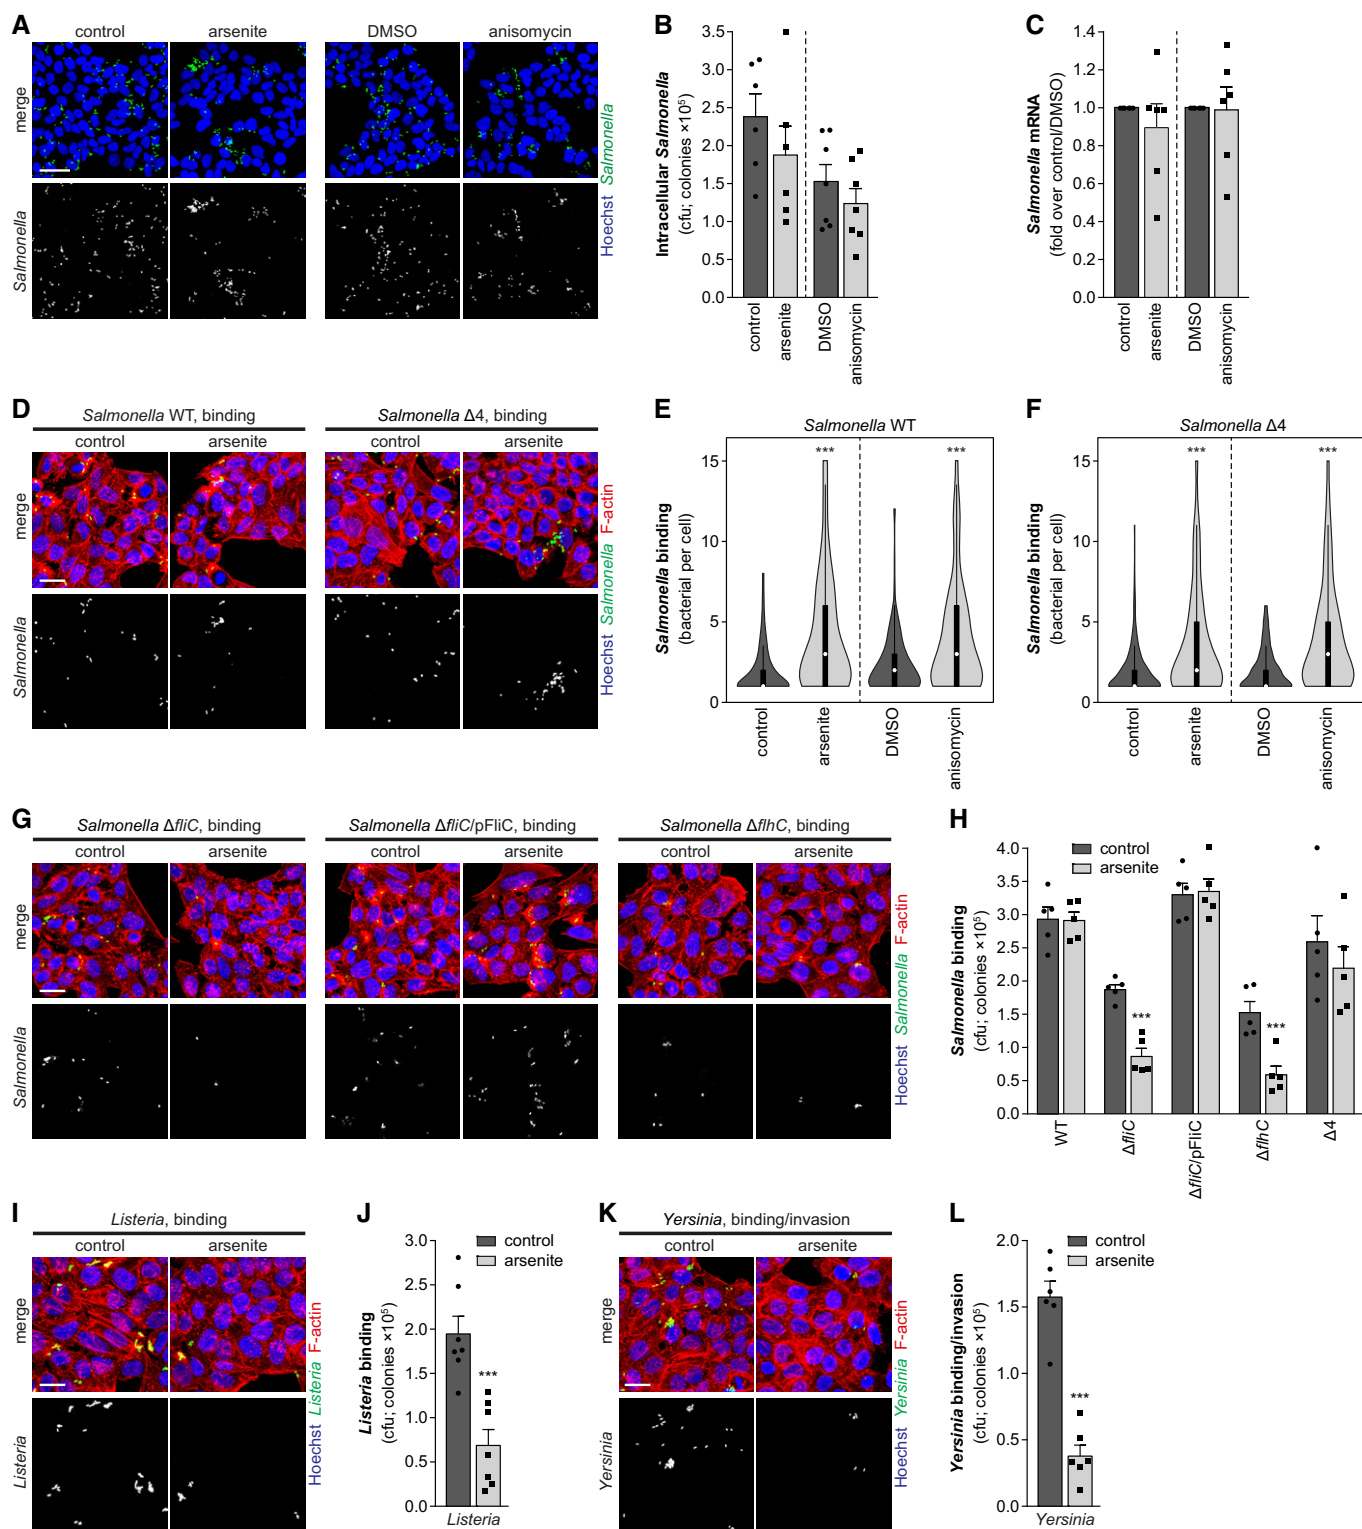 A
control
arsenite
DMSO
anisomycin
merge
Salmonella
Hoechst Salmonella
B
Intracellular Salmonella
(cfu; colonies ×10⁵)
3.5
3.0
2.5
2.0
1.5
1.0
0.5
0.0
control
arsenite
DMSO
anisomycin
C
Salmonella mRNA
(fold over control/DMSO)
1.4
1.2
1.0
0.8
0.6
0.4
0.2
0.0
control
arsenite
DMSO
anisomycin
D
Salmonella WT, binding
Salmonella Δ4, binding
control
arsenite
control
arsenite
merge
Salmonella
Hoechst Salmonella F-actin
E
Salmonella WT
Salmonella binding
(bacterial per cell)
15
10
5
0
***
***
control
arsenite
DMSO
anisomycin
F
Salmonella Δ4
Salmonella binding
(bacterial per cell)
15
10
5
0
***
***
control
arsenite
DMSO
anisomycin
G
Salmonella ΔfliC, binding
Salmonella ΔfliC/pFliC, binding
Salmonella ΔflhC, binding
control
arsenite
control
arsenite
control
arsenite
merge
Salmonella
Hoechst Salmonella F-actin
H
Salmonella binding
(cfu; colonies ×10⁵)
4.0
3.5
3.0
2.5
2.0
1.5
1.0
0.5
0.0
control
arsenite
***
***
WT
ΔfliC
ΔfliC/pFliC
ΔflhC
Δ4
I
Listeria, binding
control
arsenite
merge
Listeria
Hoechst Listeria F-actin
J
control
arsenite
Listeria binding
(cfu; colonies ×10⁵)
3.0
2.5
2.0
1.5
1.0
0.5
0.0
***
Listeria
K
Yersinia, binding/invasion
control
arsenite
merge
Yersinia
Hoechst Yersinia F-actin
L
control
arsenite
Yersinia binding/invasion
(cfu; colonies ×10⁵)
2.0
1.5
1.0
0.5
0.0
***
Yersinia